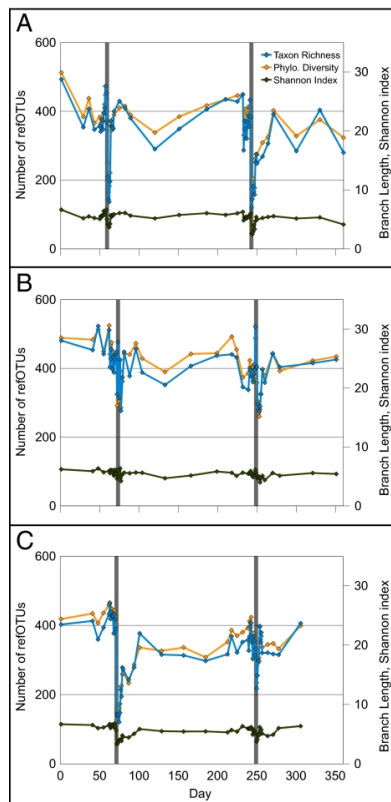 A
600
400
200
0
Number of refOTUs
Taxon Richness
Phylo. Diversity
Shannon Index
30
20
10
0
Branch Length, Shannon index
B
600
400
200
0
Number of refOTUs
30
20
10
0
Branch Length, Shannon index
C
600
400
200
0
Number of refOTUs
30
20
10
0
Branch Length, Shannon index
0 50 100 150 200 250 300 350
Day